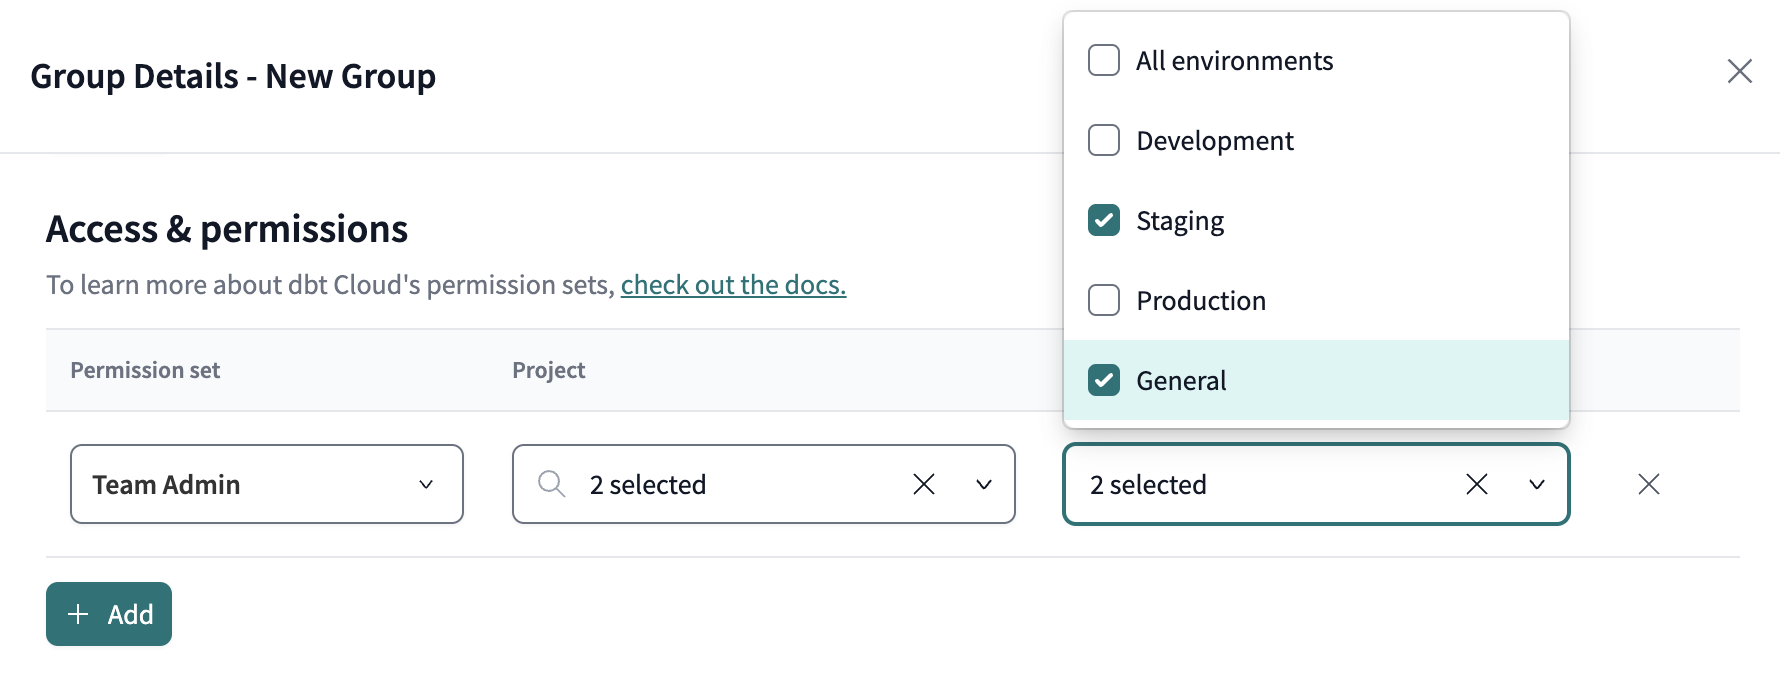 Group Details - New Group
Access & permissions
To learn more about dbt Cloud's permission sets, check out the docs.
Permission set
Project
All environments
Development
Staging
Production
General
Team Admin
2 selected
2 selected
Add